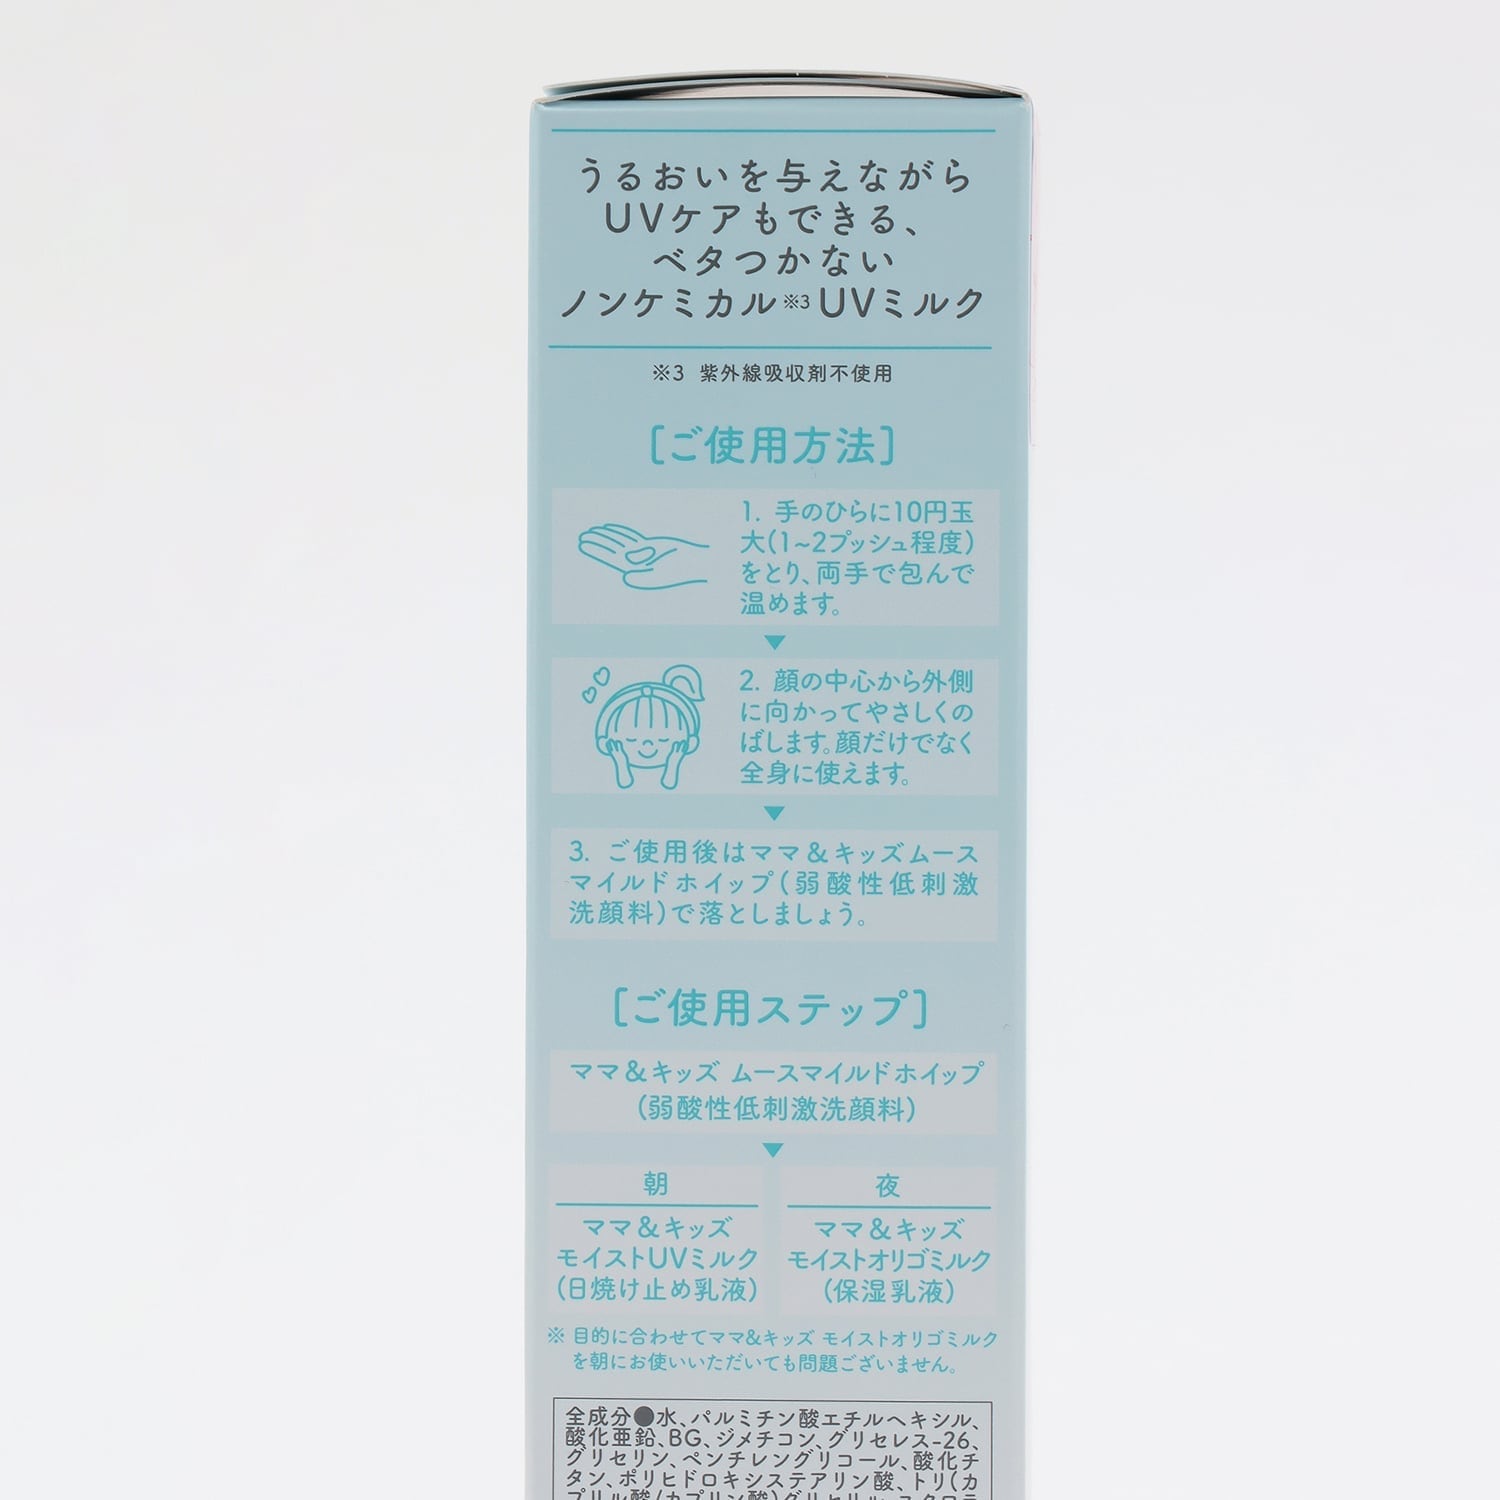 うるおいを与えながら
UVケアもできる、
ベタつかない
ノンケミカル※3UVミルク
※3 紫外線吸収剤不使用
[ご使用方法]
1. 手のひらに10円玉
大(1~2プッシュ程度)
をとり、両手で包んで
温めます。
2. 顔の中心から外側
に向かってやさしくの
ばします。顔だけでなく
全身に使えます。
3. ご使用後はママ&キッズムース
マイルドホイップ(弱酸性低刺激
洗顔料)で落としましょう。
[ご使用ステップ]
ママ&キッズ ムースマイルドホイップ
(弱酸性低刺激洗顔料)
朝
ママ&キッズ
モイストUVミルク
(日焼け止め乳液)
夜
ママ&キッズ
モイストオリゴミルク
(保湿乳液)
※ 目的に合わせてママ&キッズ モイストオリゴミルク
を朝にお使いいただいても問題ございません。
全成分●水、パルミチン酸エチルヘキシル、
酸化亜鉛、BG、ジメチコン、グリセレス-26、
グリセリン、ペンチレングリコール、酸化チ
タン、ポリヒドロキシステアリン酸、トリ(カ
プリル酸/カプリン酸)グリセリル、